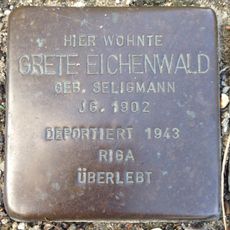 HIER WOHNTE
GRETE EICHENWALD
GEB. SELIGMANN
JG. 1902
DEPORTIERT 1943
RIGA
ÜBERLEBT